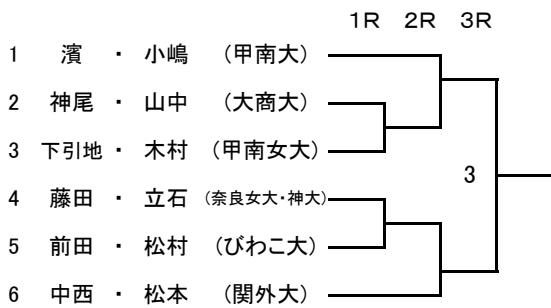 1R 2R 3R
1 濱 ・ 小嶋 (甲南大)
2 神尾 ・ 山中 (大商大)
3 下引地 ・ 木村 (甲南女大)
3
4 藤田 ・ 立石 (奈良女大・神大)
5 前田 ・ 松村 (びわこ大)
6 中西 ・ 松本 (関外大)